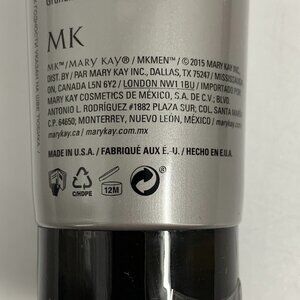 MK
MK™/MARY KAY®/MKMEN™/© 2015 MARY KAY INC.
DIST. BY/PAR MARY KAY INC., DALLAS, TX 75247/MISSISSAUGA
ON, CANADA L5N 6Y2/LONDON NW1 1BU/IMPORTADO POR
MARY KAY COSMETICS DE MÉXICO, S.A. DE C.V.; BLVD.
ANTONIO L. RODRÍGUEZ #1882 PLAZA SUR; COL. SANTA MARÍA
C.P. 64650; MONTERREY, NUEVO LEÓN, MÉXICO/
marykay.com/marykay.com.mx
MADE IN U.S.A./FABRIQUÉ AUX É.-U./HECHO EN E.U.A.
2
C/HDPE
12M